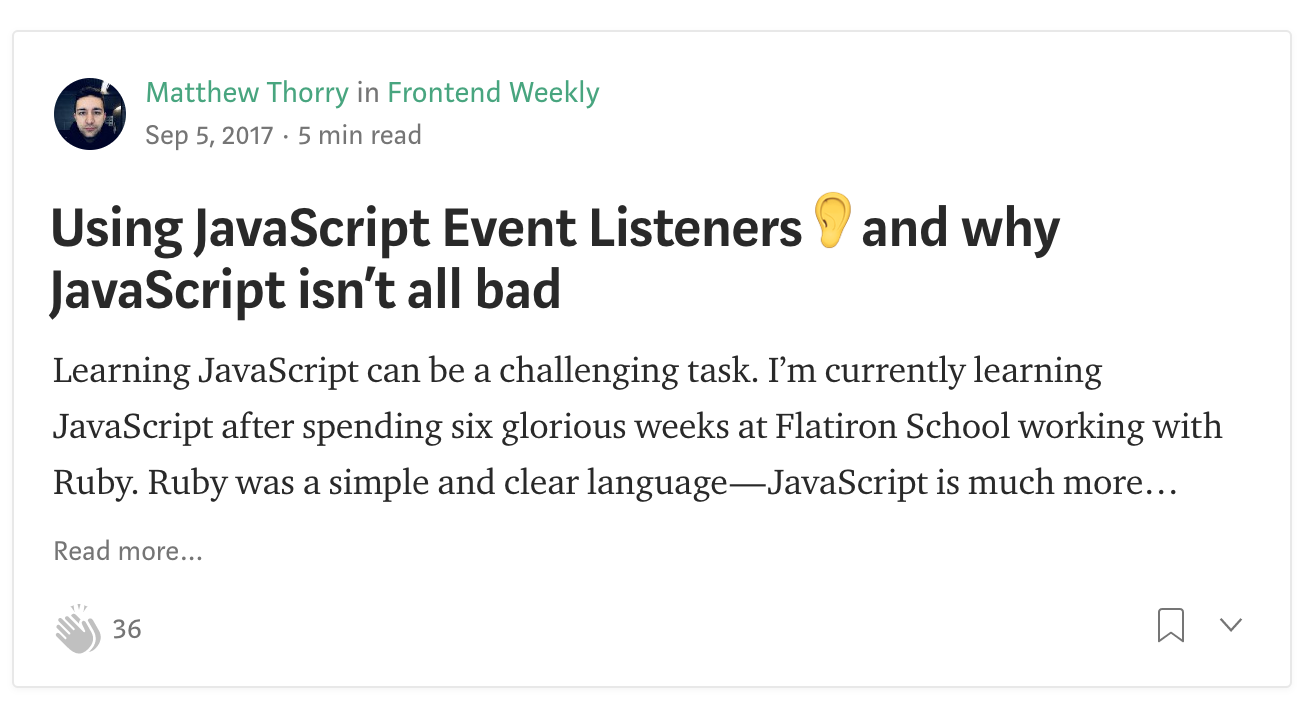 Matthew Thorry in Frontend Weekly
Sep 5, 2017 · 5 min read
Using JavaScript Event Listeners👂and why
JavaScript isn’t all bad
Learning JavaScript can be a challenging task. I’m currently learning
JavaScript after spending six glorious weeks at Flatiron School working with
Ruby. Ruby was a simple and clear language—JavaScript is much more…
Read more…
36